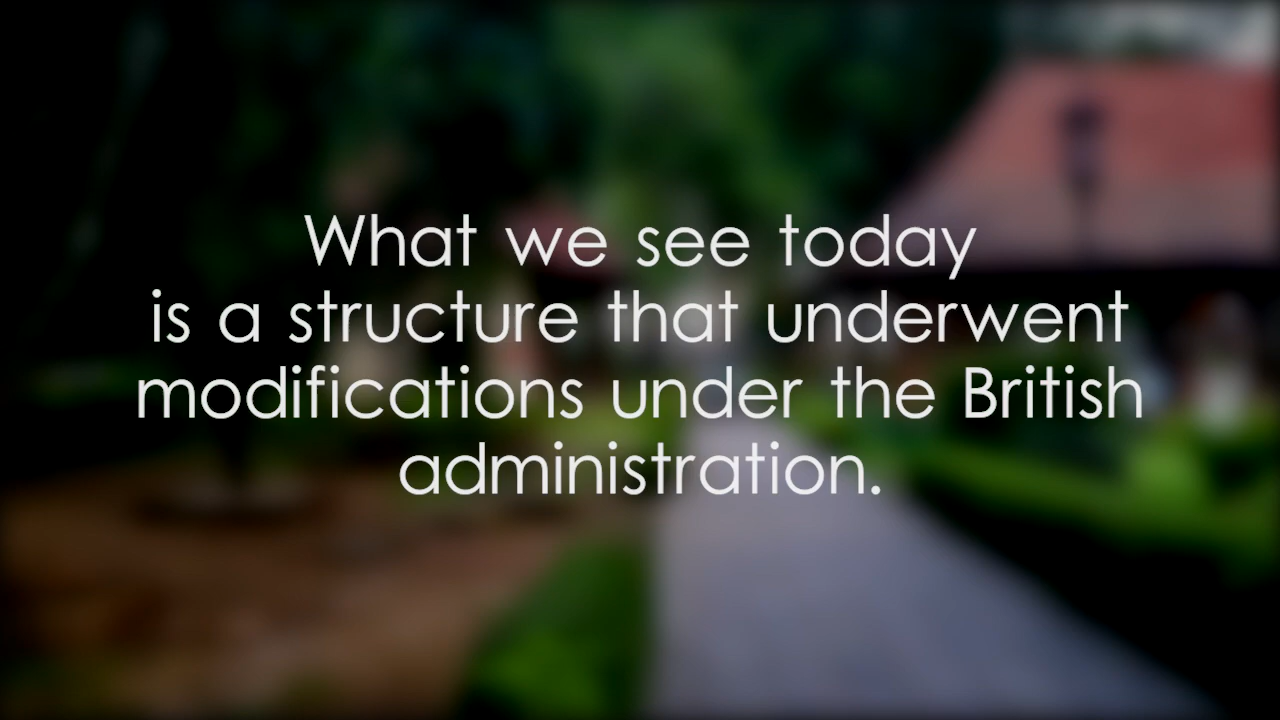 What we see today
is a structure that underwent
modifications under the British
administration.